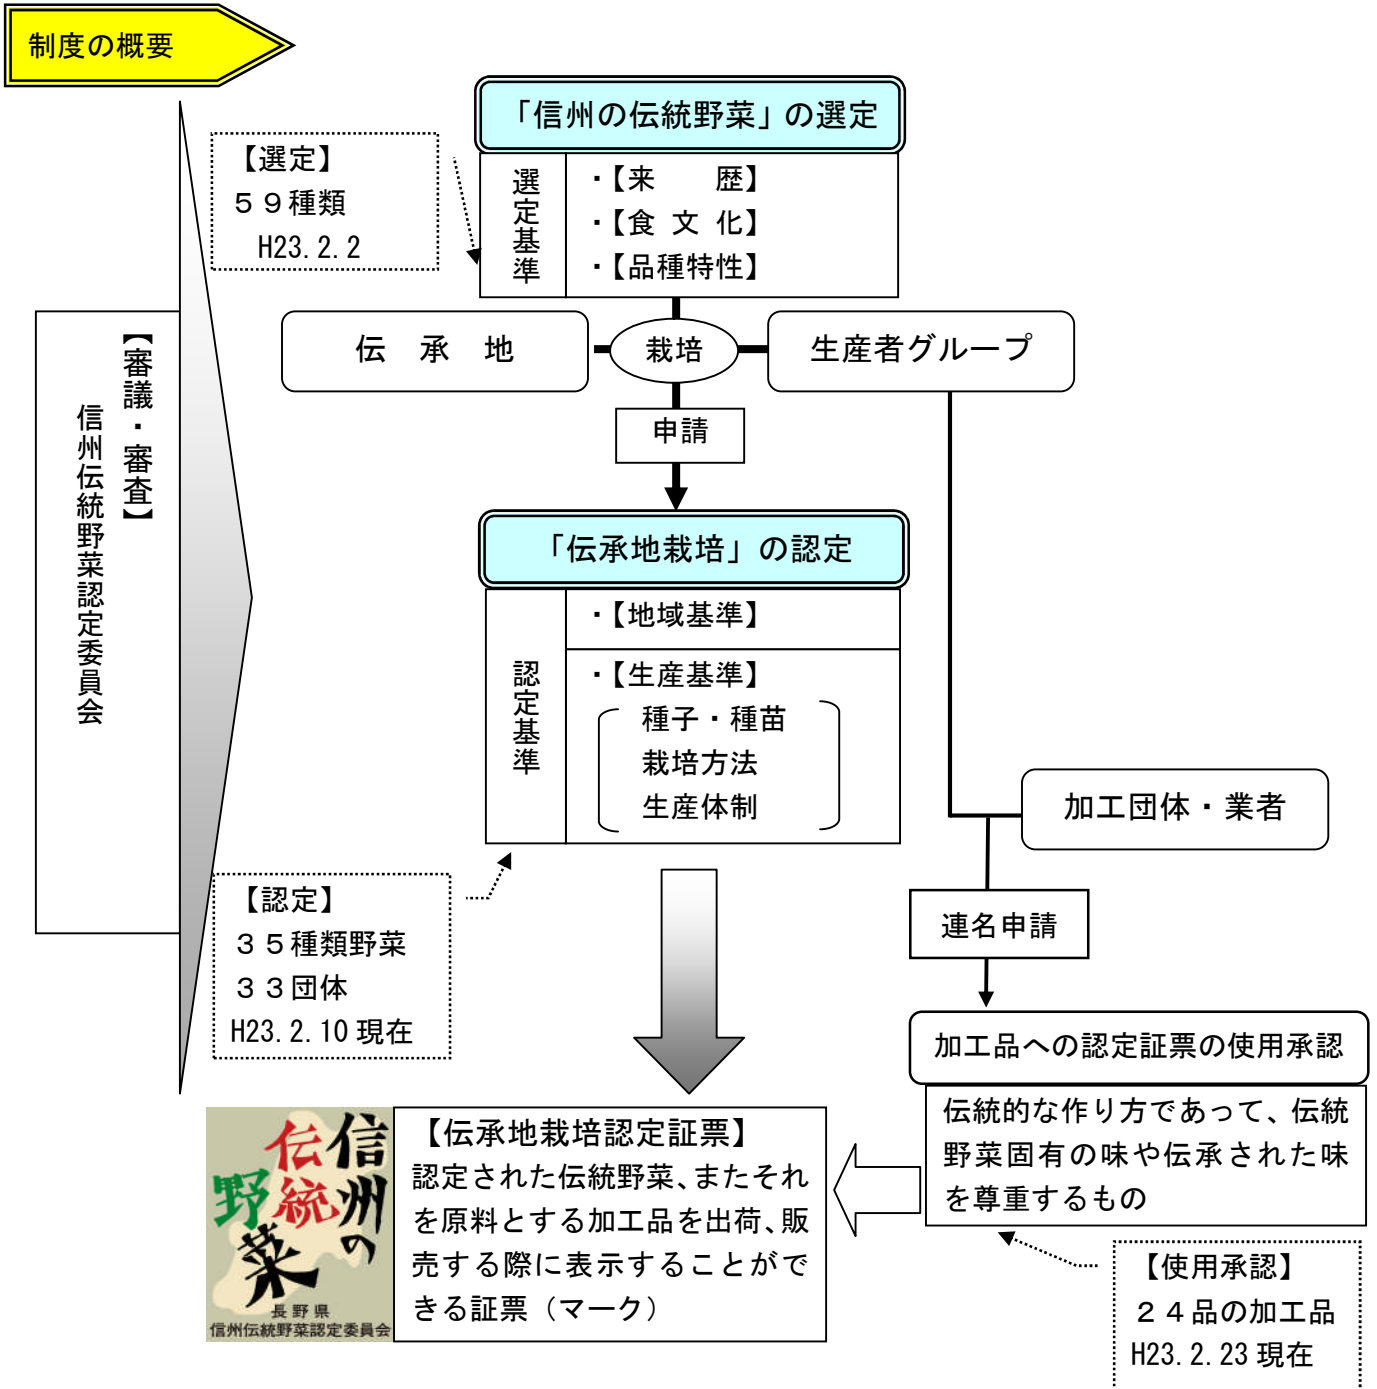 制度の概要
「信州の伝統野菜」の選定
【選定】
５９種類
H23.2.2
選定基準
・【来　　歴】
・【食 文 化】
・【品種特性】
伝　承　地
栽培
生産者グループ
申請
【審議・審査】
信州伝統野菜認定委員会
「伝承地栽培」の認定
認定基準
・【地域基準】
・【生産基準】
種子・種苗
栽培方法
生産体制
加工団体・業者
【認定】
３５種類野菜
３３団体
H23.2.10 現在
連名申請
加工品への認定証票の使用承認
伝統的な作り方であって、伝統
野菜固有の味や伝承された味
を尊重するもの
信州の
伝統
野菜
長野県
信州伝統野菜認定委員会
【伝承地栽培認定証票】
認定された伝統野菜、またそれ
を原料とする加工品を出荷、販
売する際に表示することがで
きる証票（マーク）
【使用承認】
２４品の加工品
H23.2.23 現在